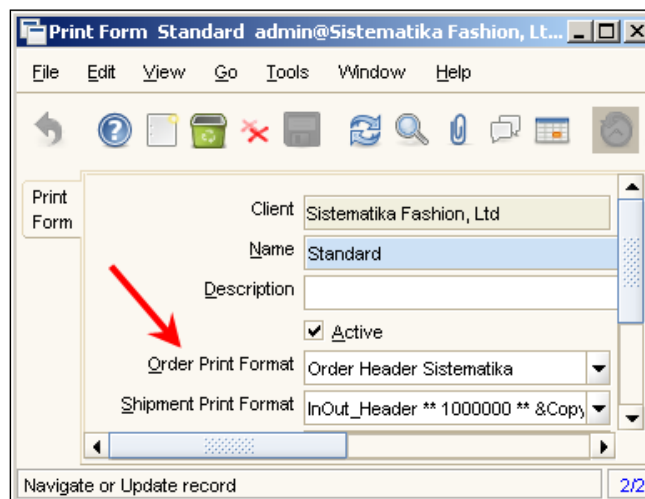 Print Form Standard admin@Sistematika Fashion, Lt...
File Edit View Go Tools Window Help
Print Form
Client Sistematika Fashion, Ltd
Name Standard
Description
Active
Order Print Format Order Header Sistematika
Shipment Print Format InOut_Header ** 1000000 ** &Copy
Navigate or Update record 2/2